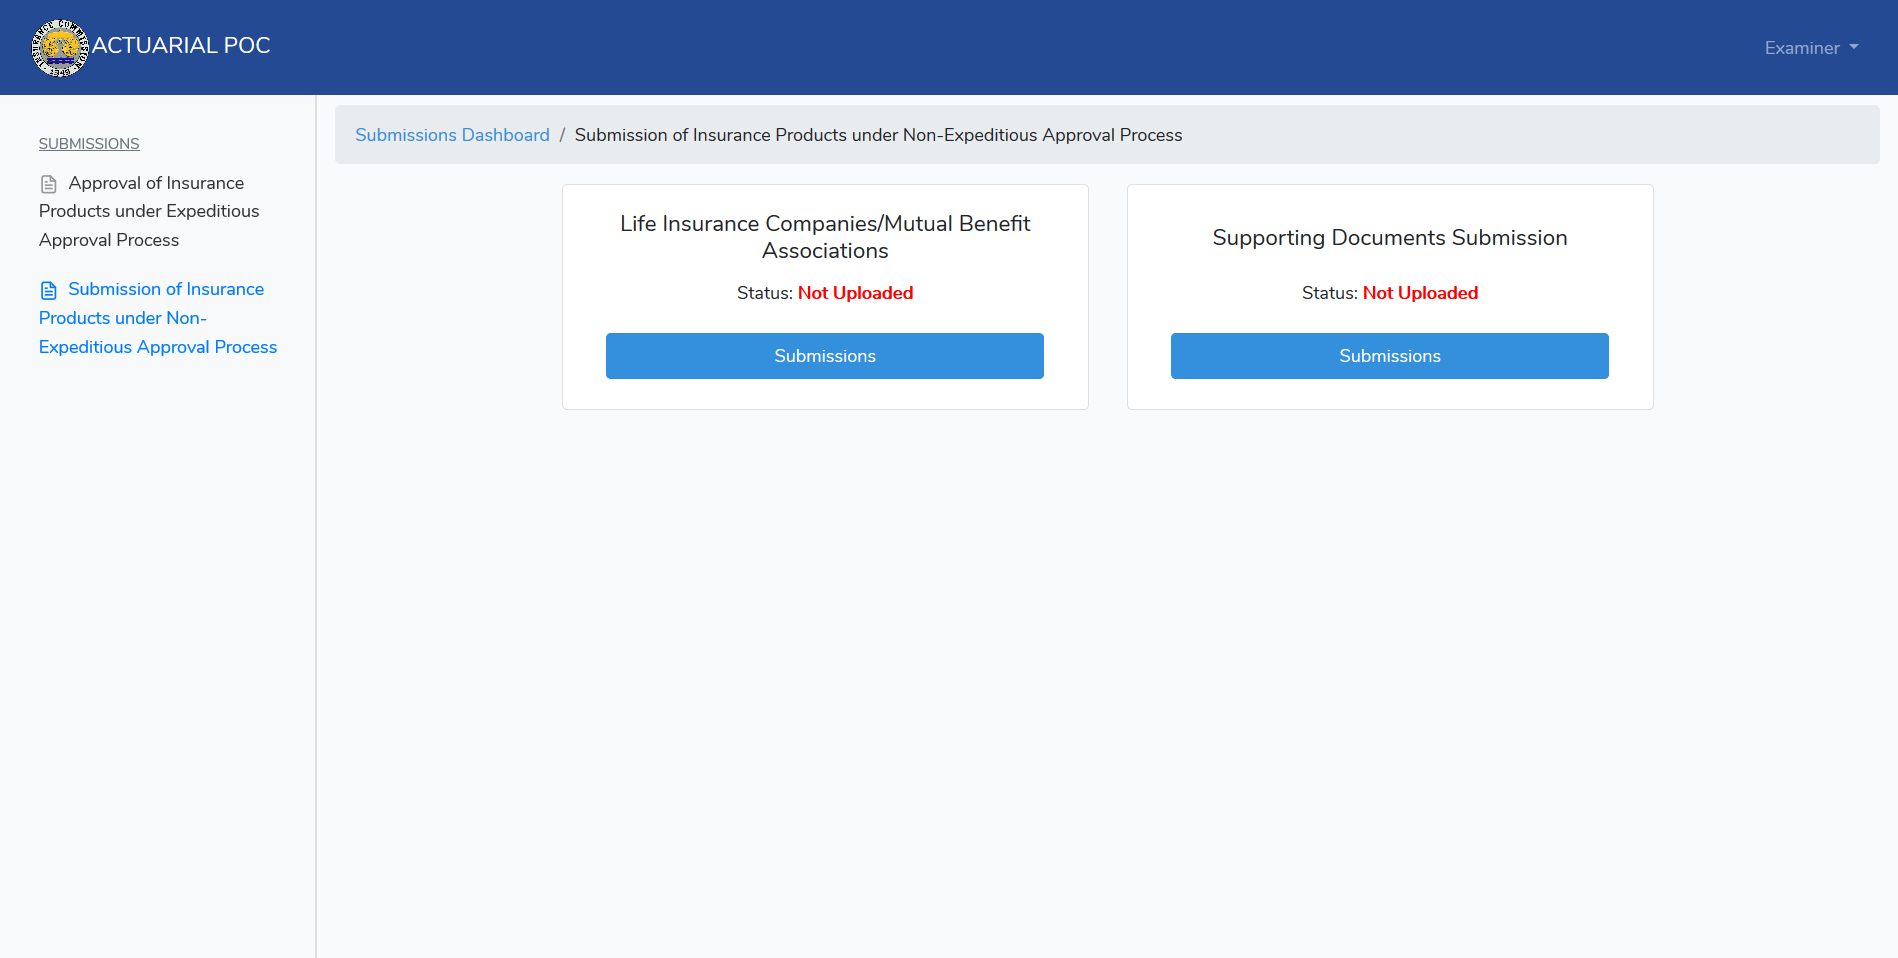 ACTUARIAL POC
Examiner
SUBMISSIONS
Approval of Insurance
Products under Expeditious
Approval Process
Submission of Insurance
Products under Non-
Expeditious Approval Process
Submissions Dashboard / Submission of Insurance Products under Non-Expeditious Approval Process
Life Insurance Companies/Mutual Benefit
Associations
Status: Not Uploaded
Submissions
Supporting Documents Submission
Status: Not Uploaded
Submissions